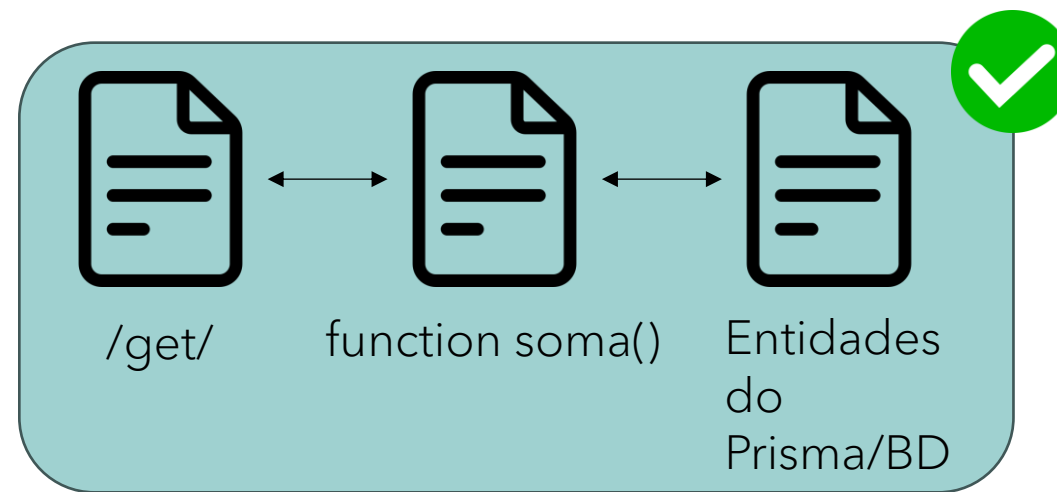 /get/
function soma()
Entidades
do
Prisma/BD